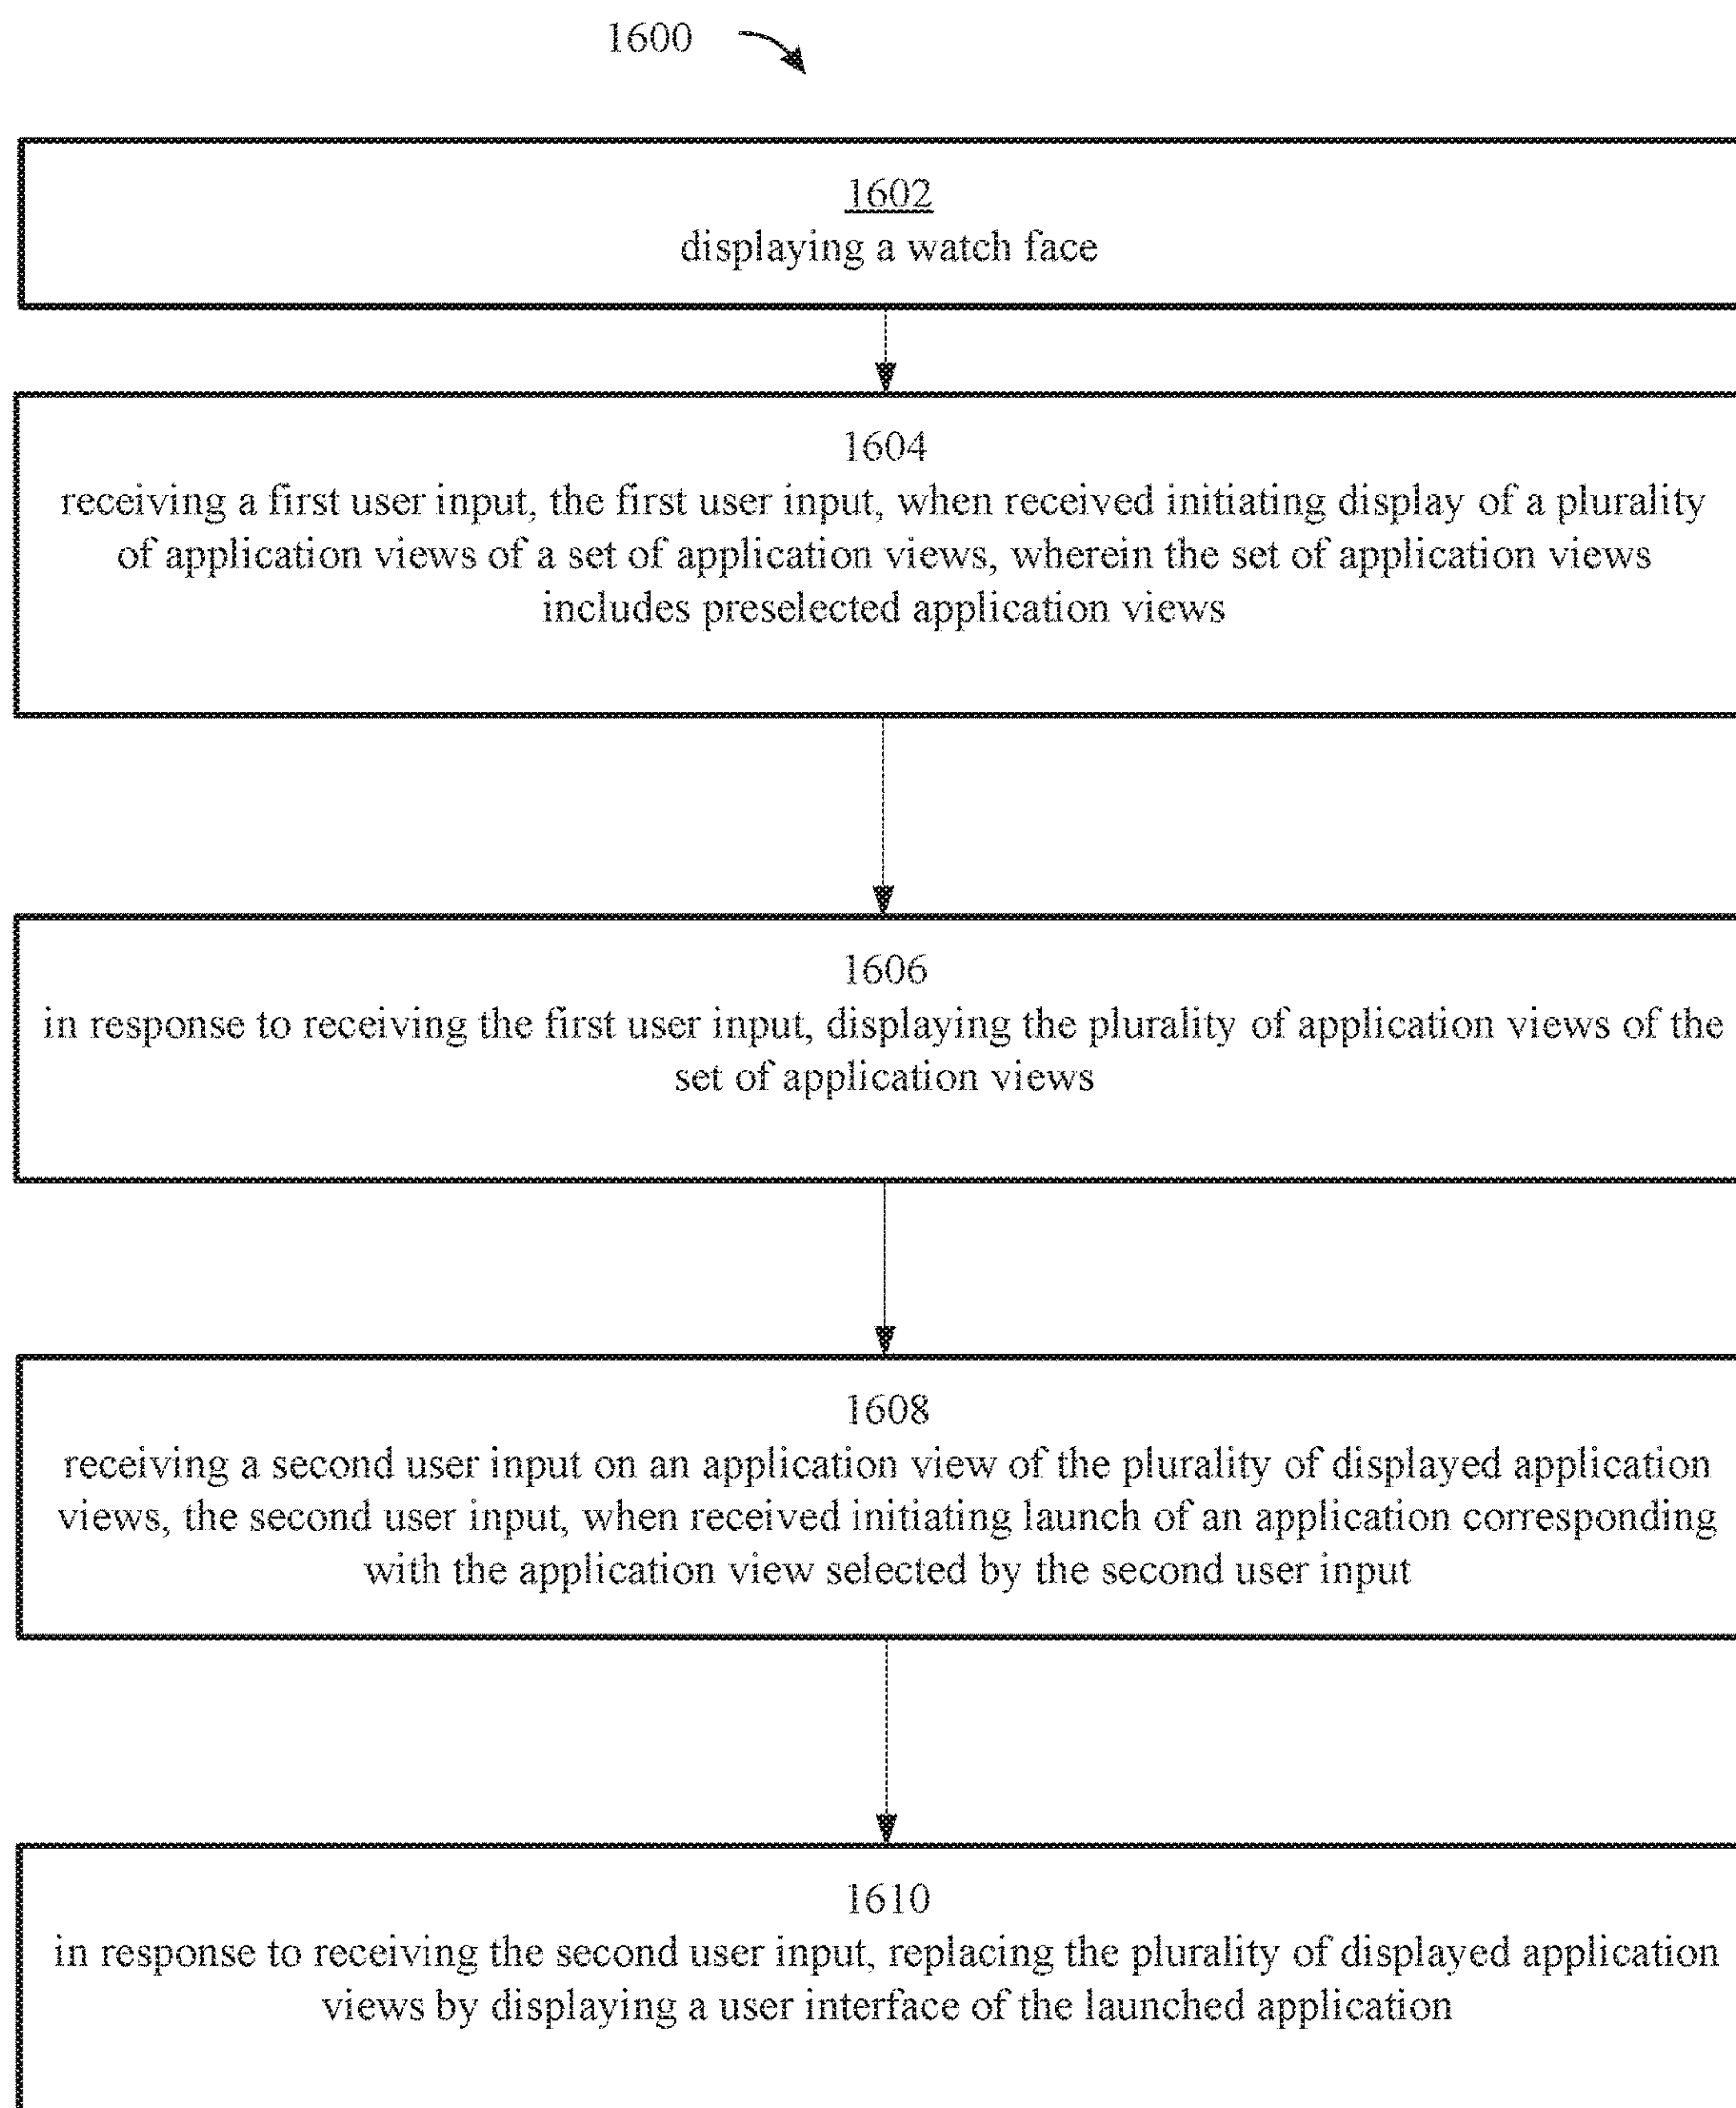 1600
1602
displaying a watch face
1604
receiving a first user input, the first user input, when received initiating display of a plurality
of application views of a set of application views, wherein the set of application views
includes preselected application views
1606
in response to receiving the first user input, displaying the plurality of application views of the
set of application views
1608
receiving a second user input on an application view of the plurality of displayed application
views, the second user input, when received initiating launch of an application corresponding
with the application view selected by the second user input
1610
in response to receiving the second user input, replacing the plurality of displayed application
views by displaying a user interface of the launched application